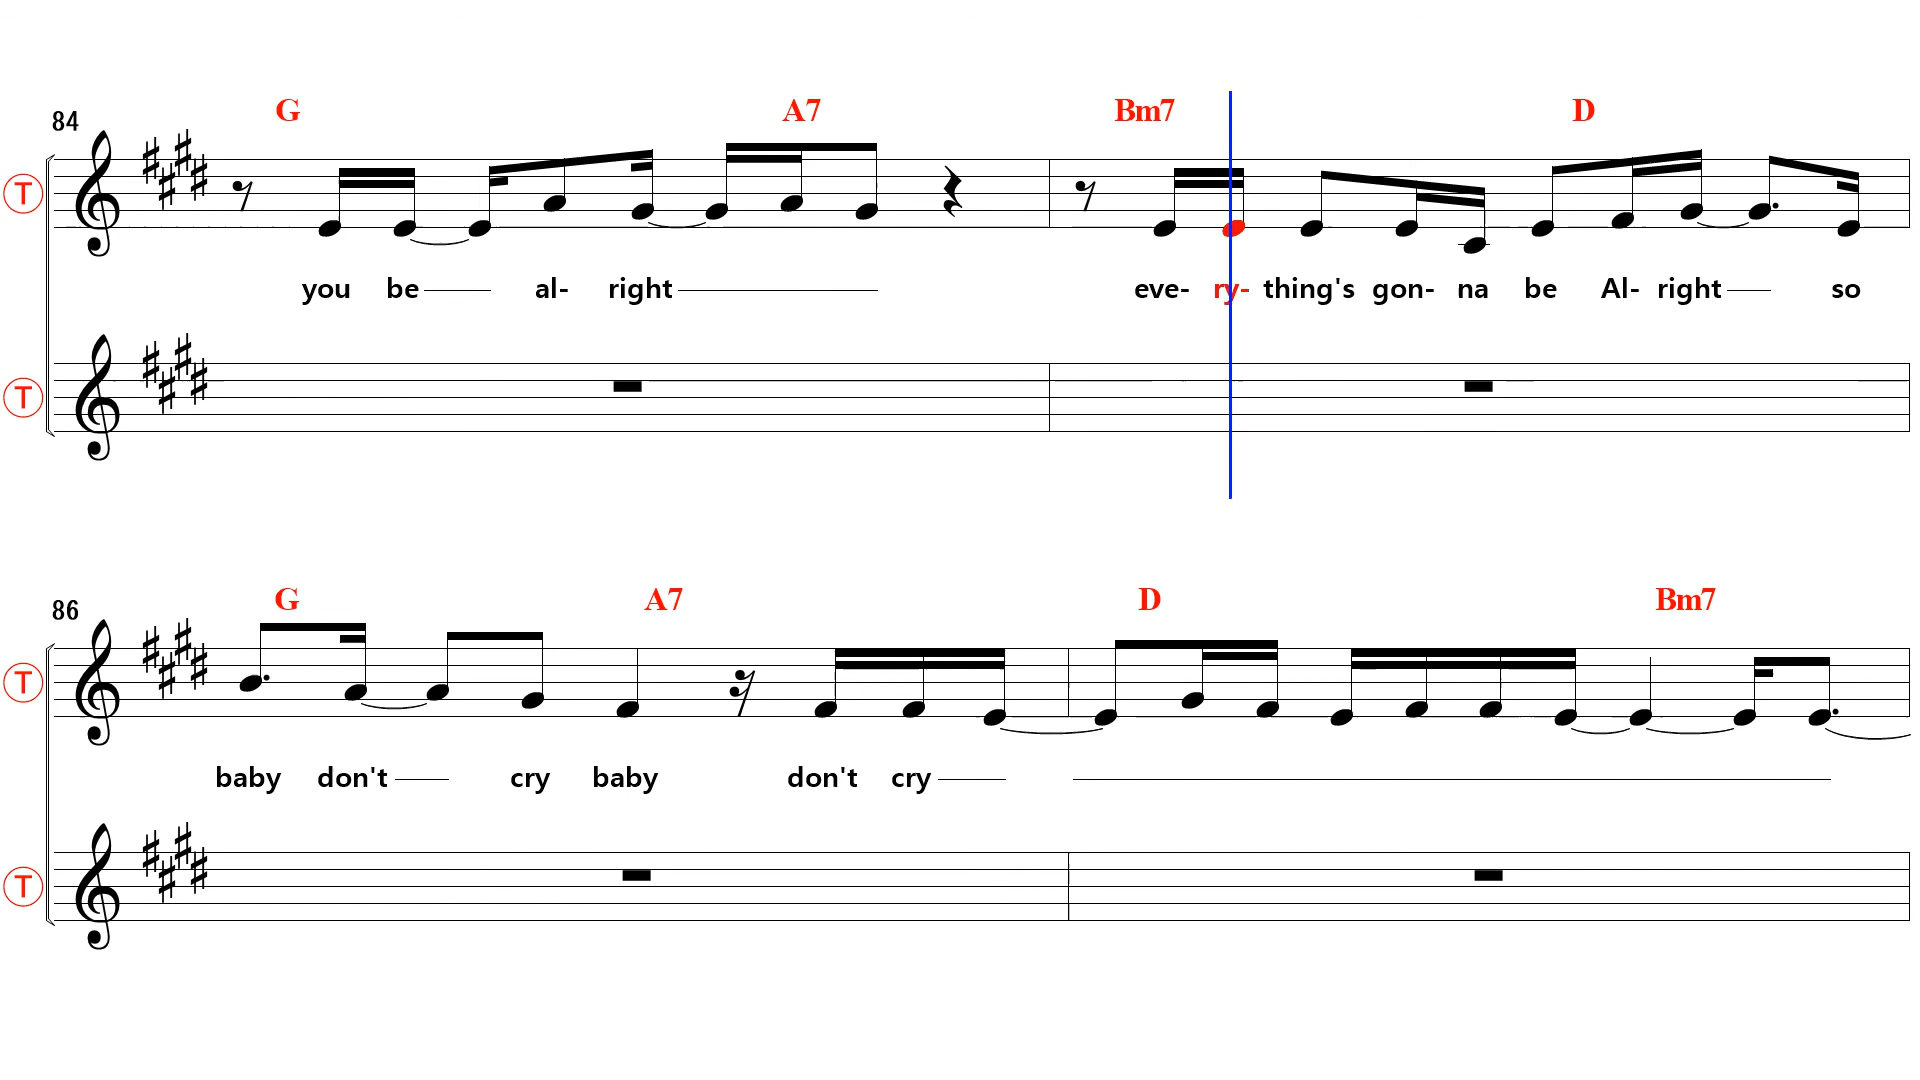 G A7 Bm7 D
84
T
you be al- right eve- ry- thing's gon- na be Al- right so
T
G A7 D Bm7
86
T
baby don't cry baby don't cry
T